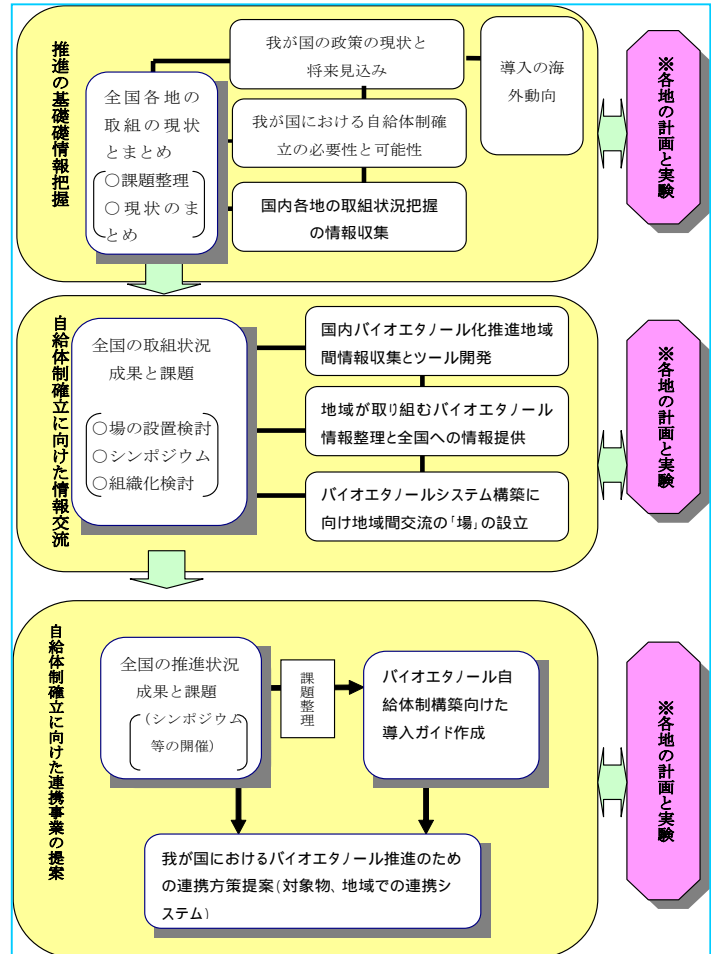 推進の基礎礎情報把握
我が国の政策の現状と
将来見込み
導入の海
外動向
全国各地の
取組の現状
とまとめ
○課題整理
○現状のま
とめ
我が国における自給体制確
立の必要性と可能性
国内各地の取組状況把握
の情報収集
※各地の計画と実験
自給体制確立に向けた情報交流
全国の取組状況
成果と課題
○場の設置検討
○シンポジウム
○組織化検討
国内バイオエタノール化推進地域
間情報収集とツール開発
地域が取り組むバイオエタノール
情報整理と全国への情報提供
バイオエタノールシステム構築に
向け地域間交流の「場」の設立
※各地の計画と実験
自給体制確立に向けた連携事業の提案
全国の推進状況
成果と課題
(シンポジウム
等の開催)
課題整理
バイオエタノール自
給体制構築向けた
導入ガイド作成
我が国におけるバイオエタノール推進のため
の連携方策提案(対象物、地域での連携シ
ステム)
※各地の計画と実験